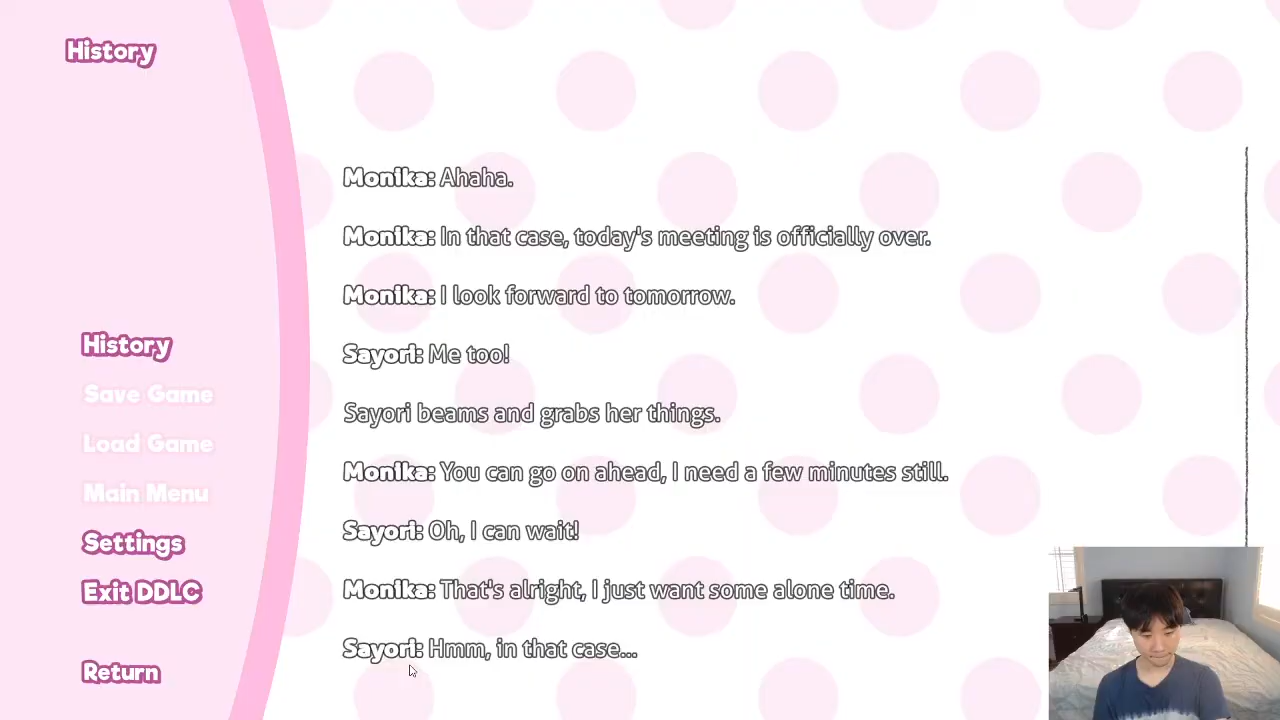 History
Monika: Ahaha.
Monika: In that case, today's meeting is officially over.
Monika: I look forward to tomorrow.
Sayori: Me too!
Sayori beams and grabs her things.
Monika: You can go on ahead, I need a few minutes still.
Sayori: Oh, I can wait!
Monika: That's alright, I just want some alone time.
Sayori: Hmm, in that case...
History
Save Game
Load Game
Main Menu
Settings
Exit DDLC
Return